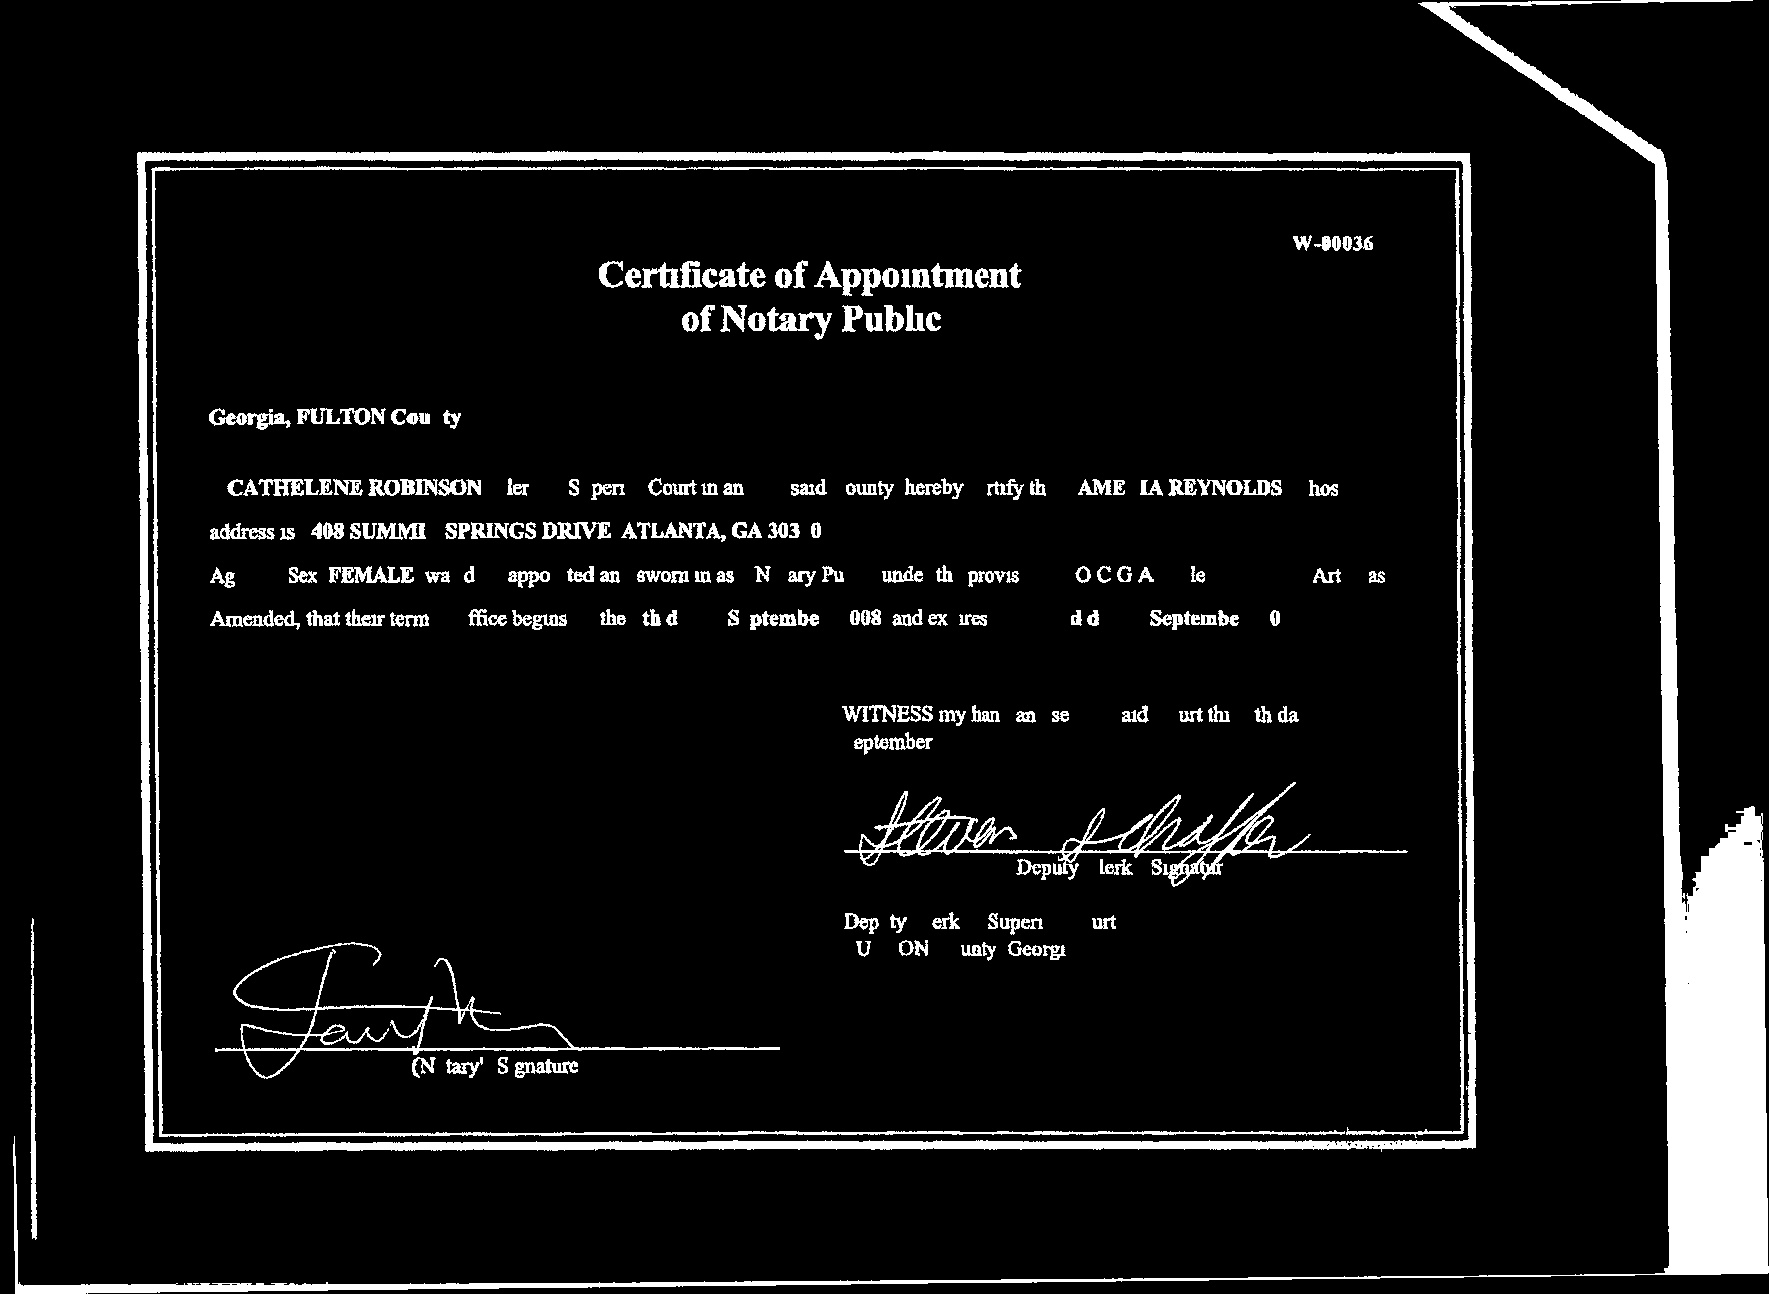 W-00036
Certificate of Appointment
of Notary Public
Georgia, FULTON Cou ty
CATHELENE ROBINSON ler S peri Court in an said ounty hereby rtify th AME IA REYNOLDS hos
address is 408 SUMMI SPRINGS DRIVE ATLANTA, GA 303 0
Ag Sex FEMALE wa d appo ted an sworn in as N ary Pu unde th provis O C G A le Art as
Amended, that their term ffice begins the th d S ptembe 008 and ex ires d d Septembe 0
WITNESS my han an se aid urt thi th da
eptember
Steven Schaffer
Deputy lerk Signatur
Dep ty erk Superi urt
U ON unty Georgi
(N tary' S gnature